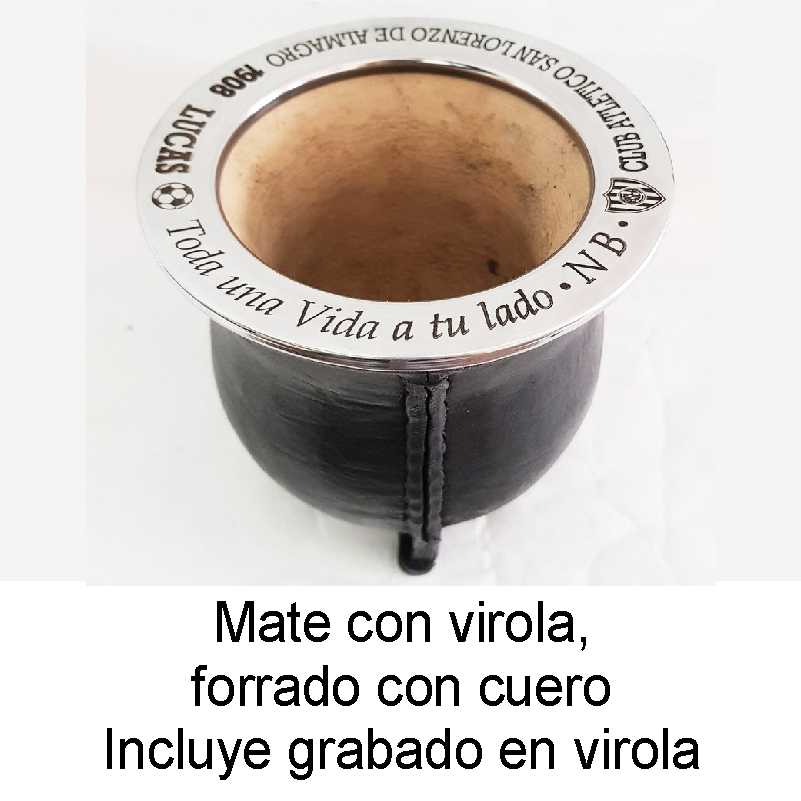 CLUB ATLETICO SAN LORENZO DE ALMAGRO
1908 LUCAS
Toda una Vida a tu lado • NB •
Mate con virola,
forrado con cuero
Incluye grabado en virola